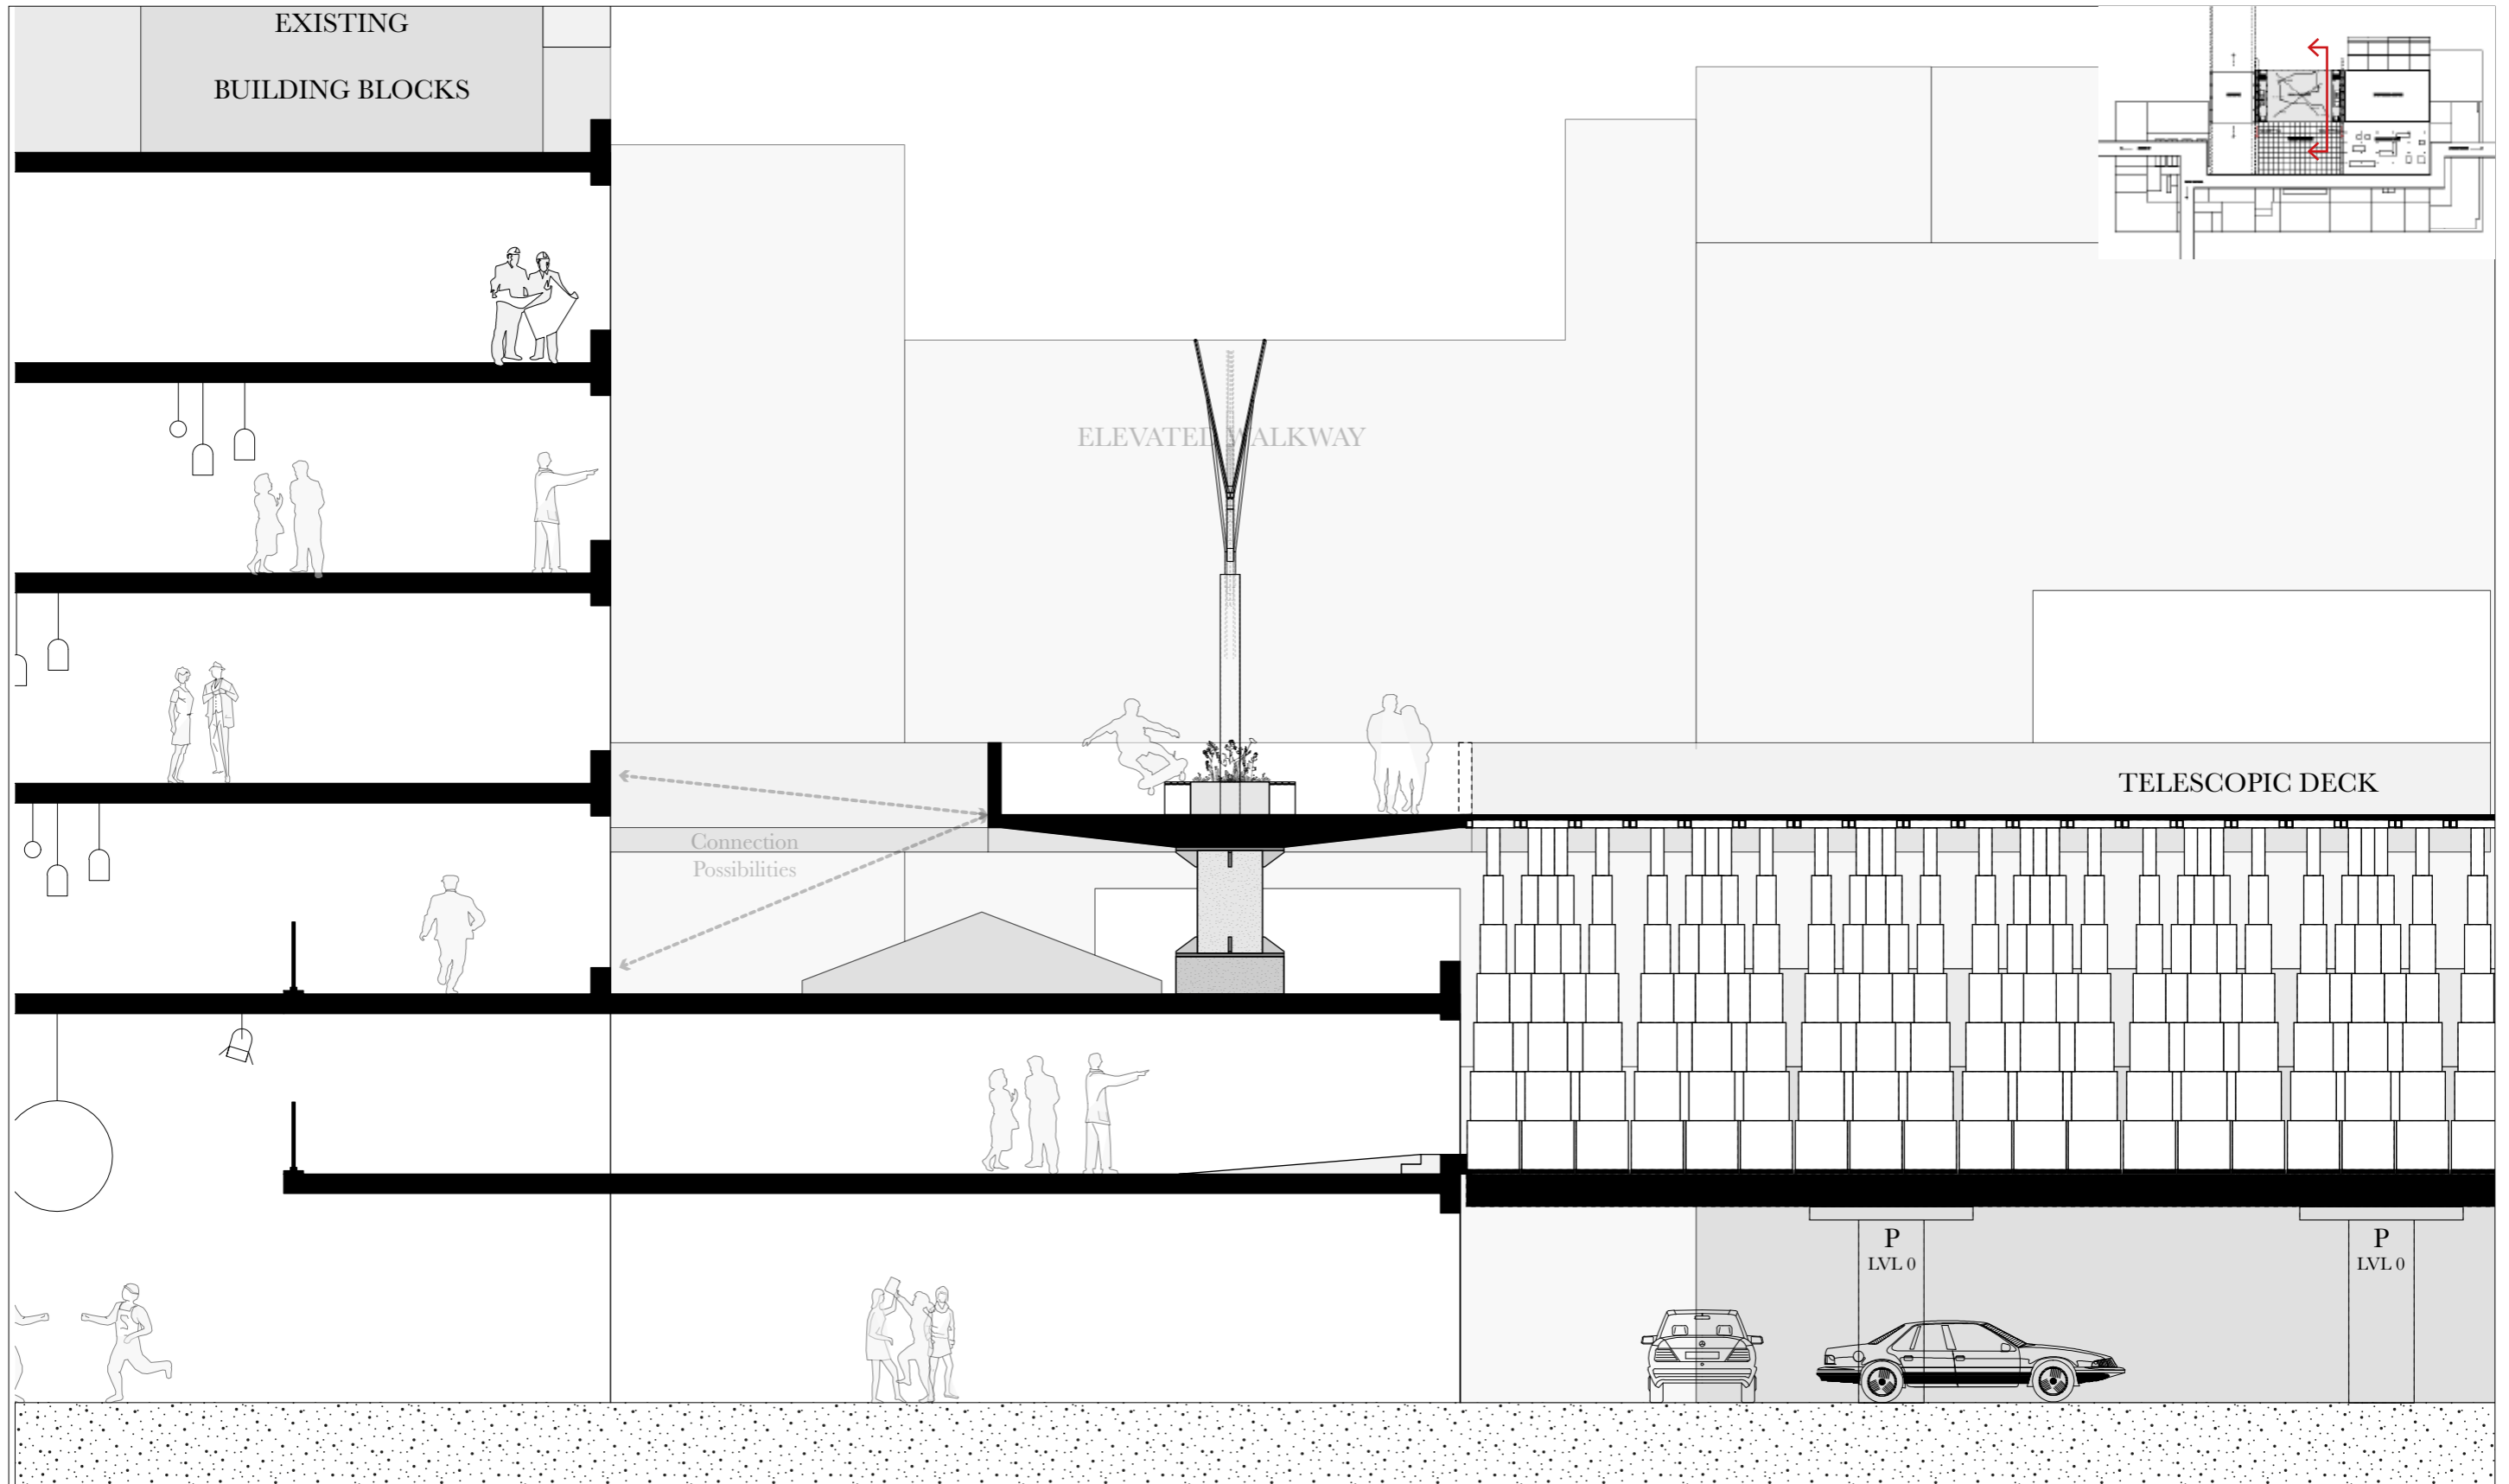 EXISTING
BUILDING BLOCKS
ELEVATED WALKWAY
TELESCOPIC DECK
Connection
Possibilities
P
LVL 0
P
LVL 0